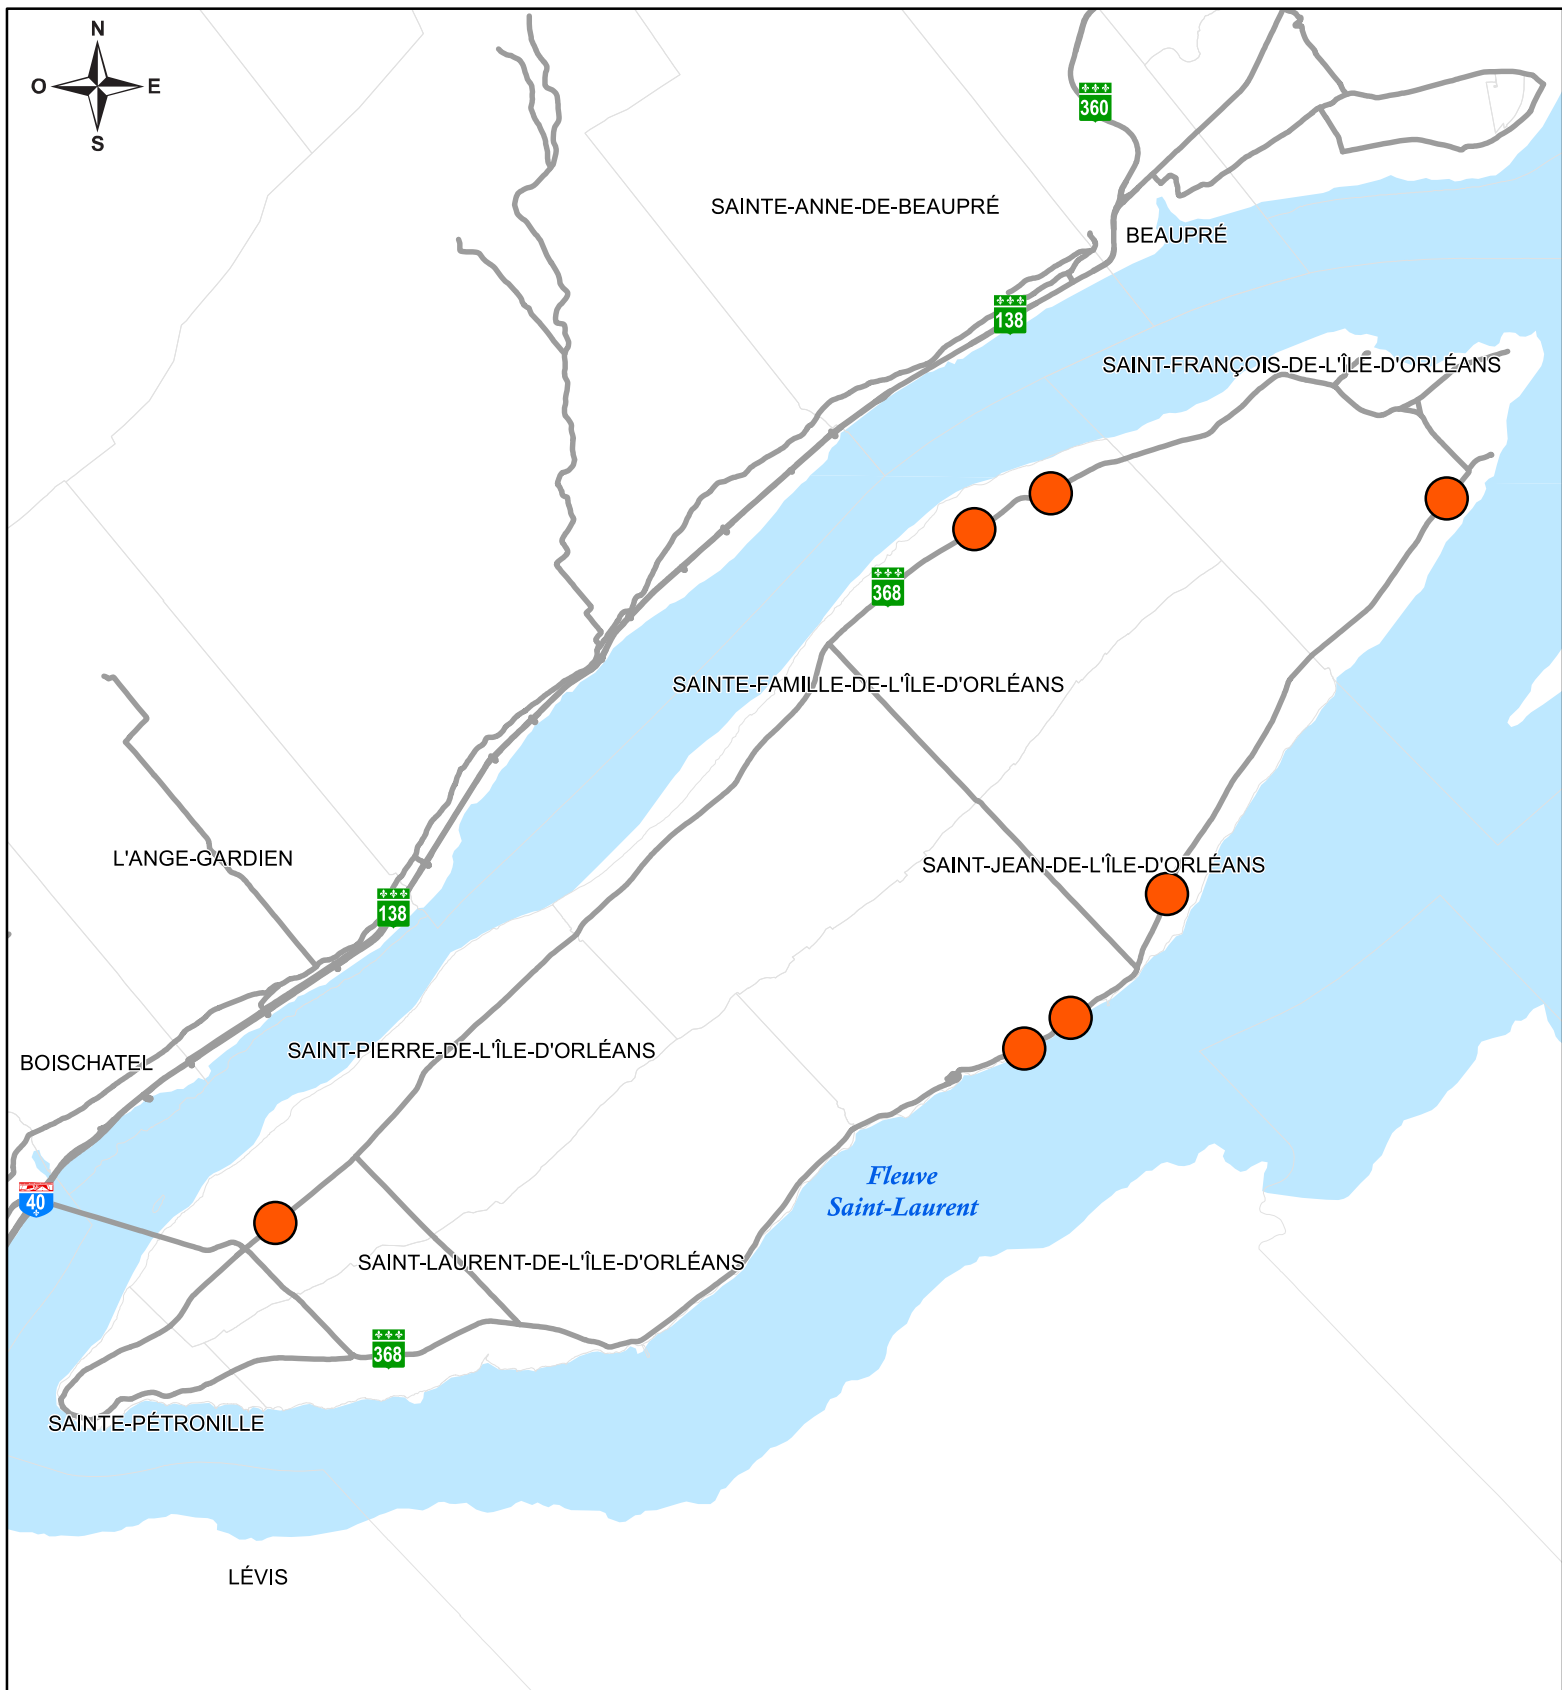 N
O
E
S
360
SAINTE-ANNE-DE-BEAUPRÉ
BEAUPRÉ
138
SAINT-FRANÇOIS-DE-L'ÎLE-D'ORLÉANS
368
SAINTE-FAMILLE-DE-L'ÎLE-D'ORLÉANS
L'ANGE-GARDIEN
SAINT-JEAN-DE-L'ÎLE-D'ORLÉANS
138
SAINT-PIERRE-DE-L'ÎLE-D'ORLÉANS
BOISCHATEL
Fleuve
Saint-Laurent
40
SAINT-LAURENT-DE-L'ÎLE-D'ORLÉANS
368
SAINTE-PÉTRONILLE
LÉVIS